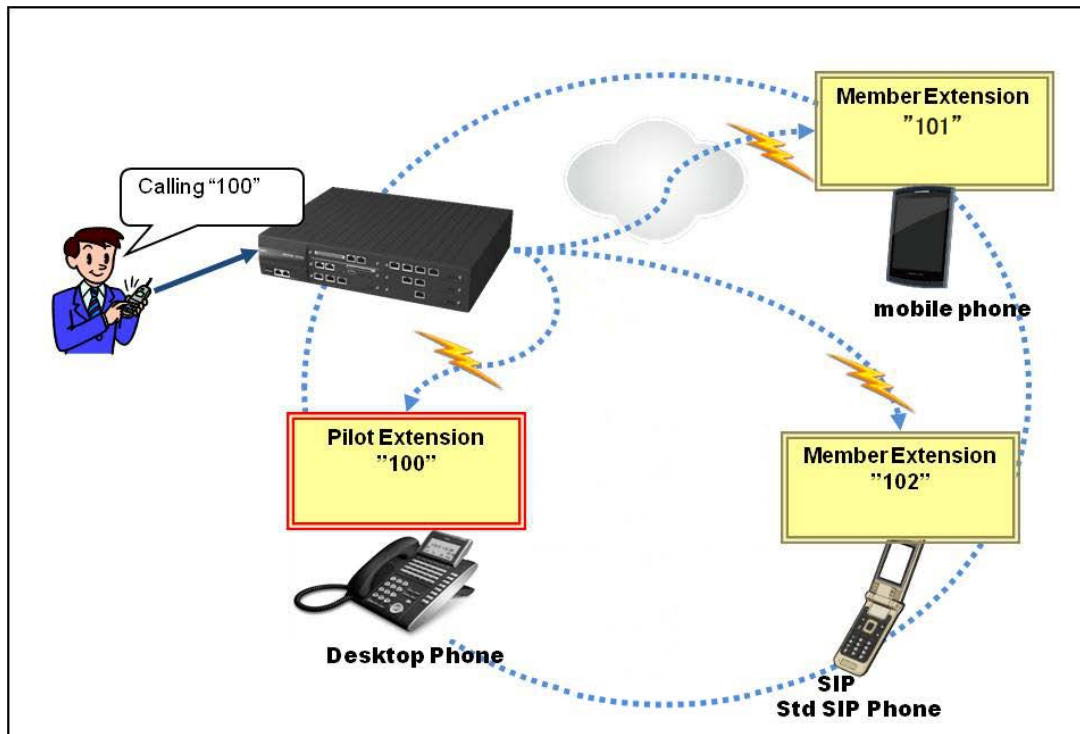 Calling “100”
Member Extension
”101”
mobile phone
Pilot Extension
”100”
Desktop Phone
Member Extension
”102”
SIP
Std SIP Phone